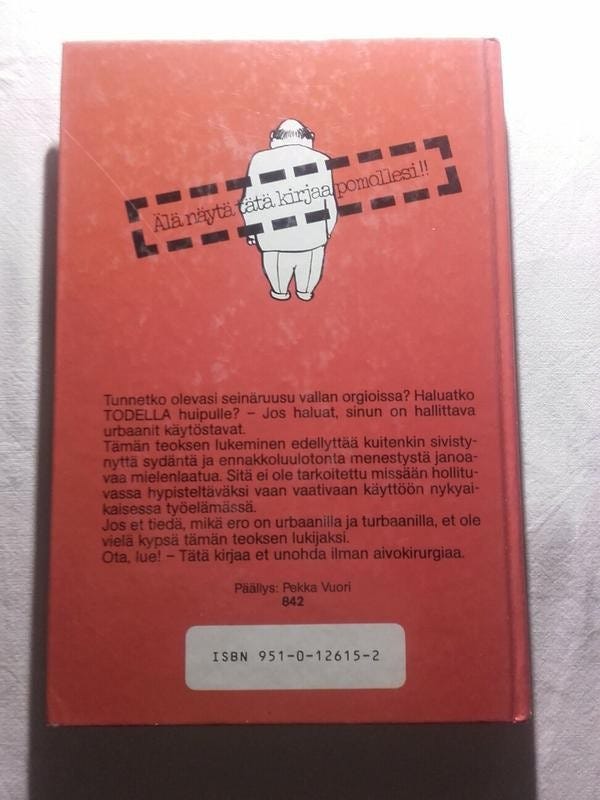 Älä näytä tätä kirjaa pomollesi!!
Tunnetko olevasi seinäruusu vallan orgioissa? Haluatko
TODELLA huipulle? – Jos haluat, sinun on hallittava
urbaanit käytöstavat.
Tämän teoksen lukeminen edellyttää kuitenkin sivisty-
nyttä sydäntä ja ennakkoluulotonta menestystä janoa-
vaa mielenlaatua. Sitä ei ole tarkoitettu missään hollitu-
vassa hypisteltäväksi vaan vaativaan käyttöön nykyai-
kaisessa työelämässä.
Jos et tiedä, mikä ero on urbaanilla ja turbaanilla, et ole
vielä kypsä tämän teoksen lukijaksi.
Ota, lue! – Tätä kirjaa et unohda ilman aivokirurgiaa.
Päällys: Pekka Vuori
842
ISBN 951-0-12615-2